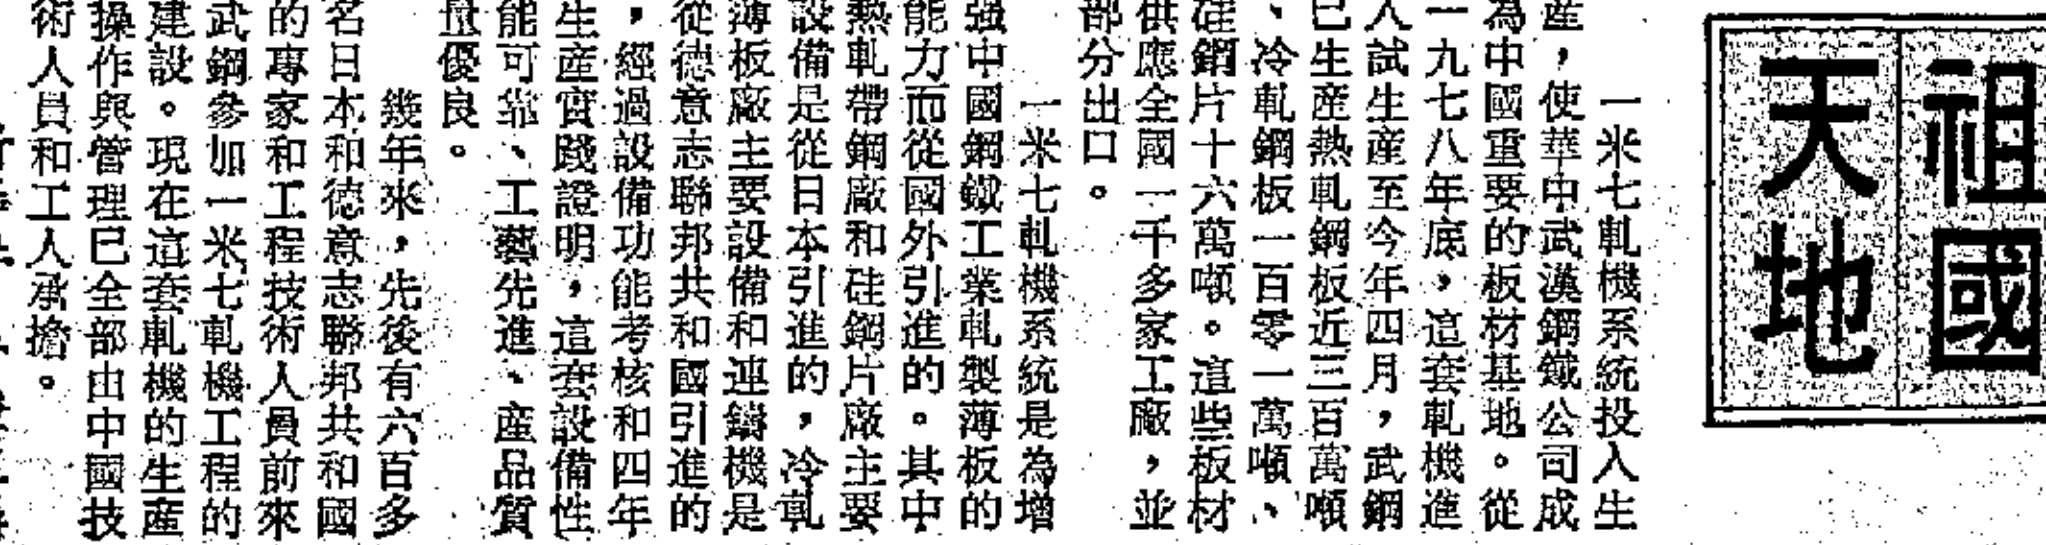 祖國
天地
一米七軋機系統投入生
産，使華中武漢鋼鐵公司成
為中國重要的板材基地。從
一九七八年底，這套軋機進
入試生産至今年四月，武鋼
已生産熱軋鋼板近三百萬噸
、冷軋鋼板一百零一萬噸、
硅鋼片十六萬噸。這些板材
供應全國一千多家工廠，並
部分出口。
一米七軋機系統是為增
强中國鋼鐵工業軋製薄板的
能力而從國外引進的。其中
熱軋帶鋼廠和硅鋼片廠主要
設備是從日本引進的，冷軋
薄板廠主要設備和連鑄機是
從德意志聯邦共和國引進的
，經過設備功能考核和四年
生産實踐證明，這套設備性
能可靠、工藝先進、産品質
量優良。
幾年來，先後有六百多
名日本和德意志聯邦共和國
的專家和工程技術人員前來
武鋼參加一米七軋機工程的
建設。現在這套軋機的生産
操作與管理已全部由中國技
術人員和工人承擔。